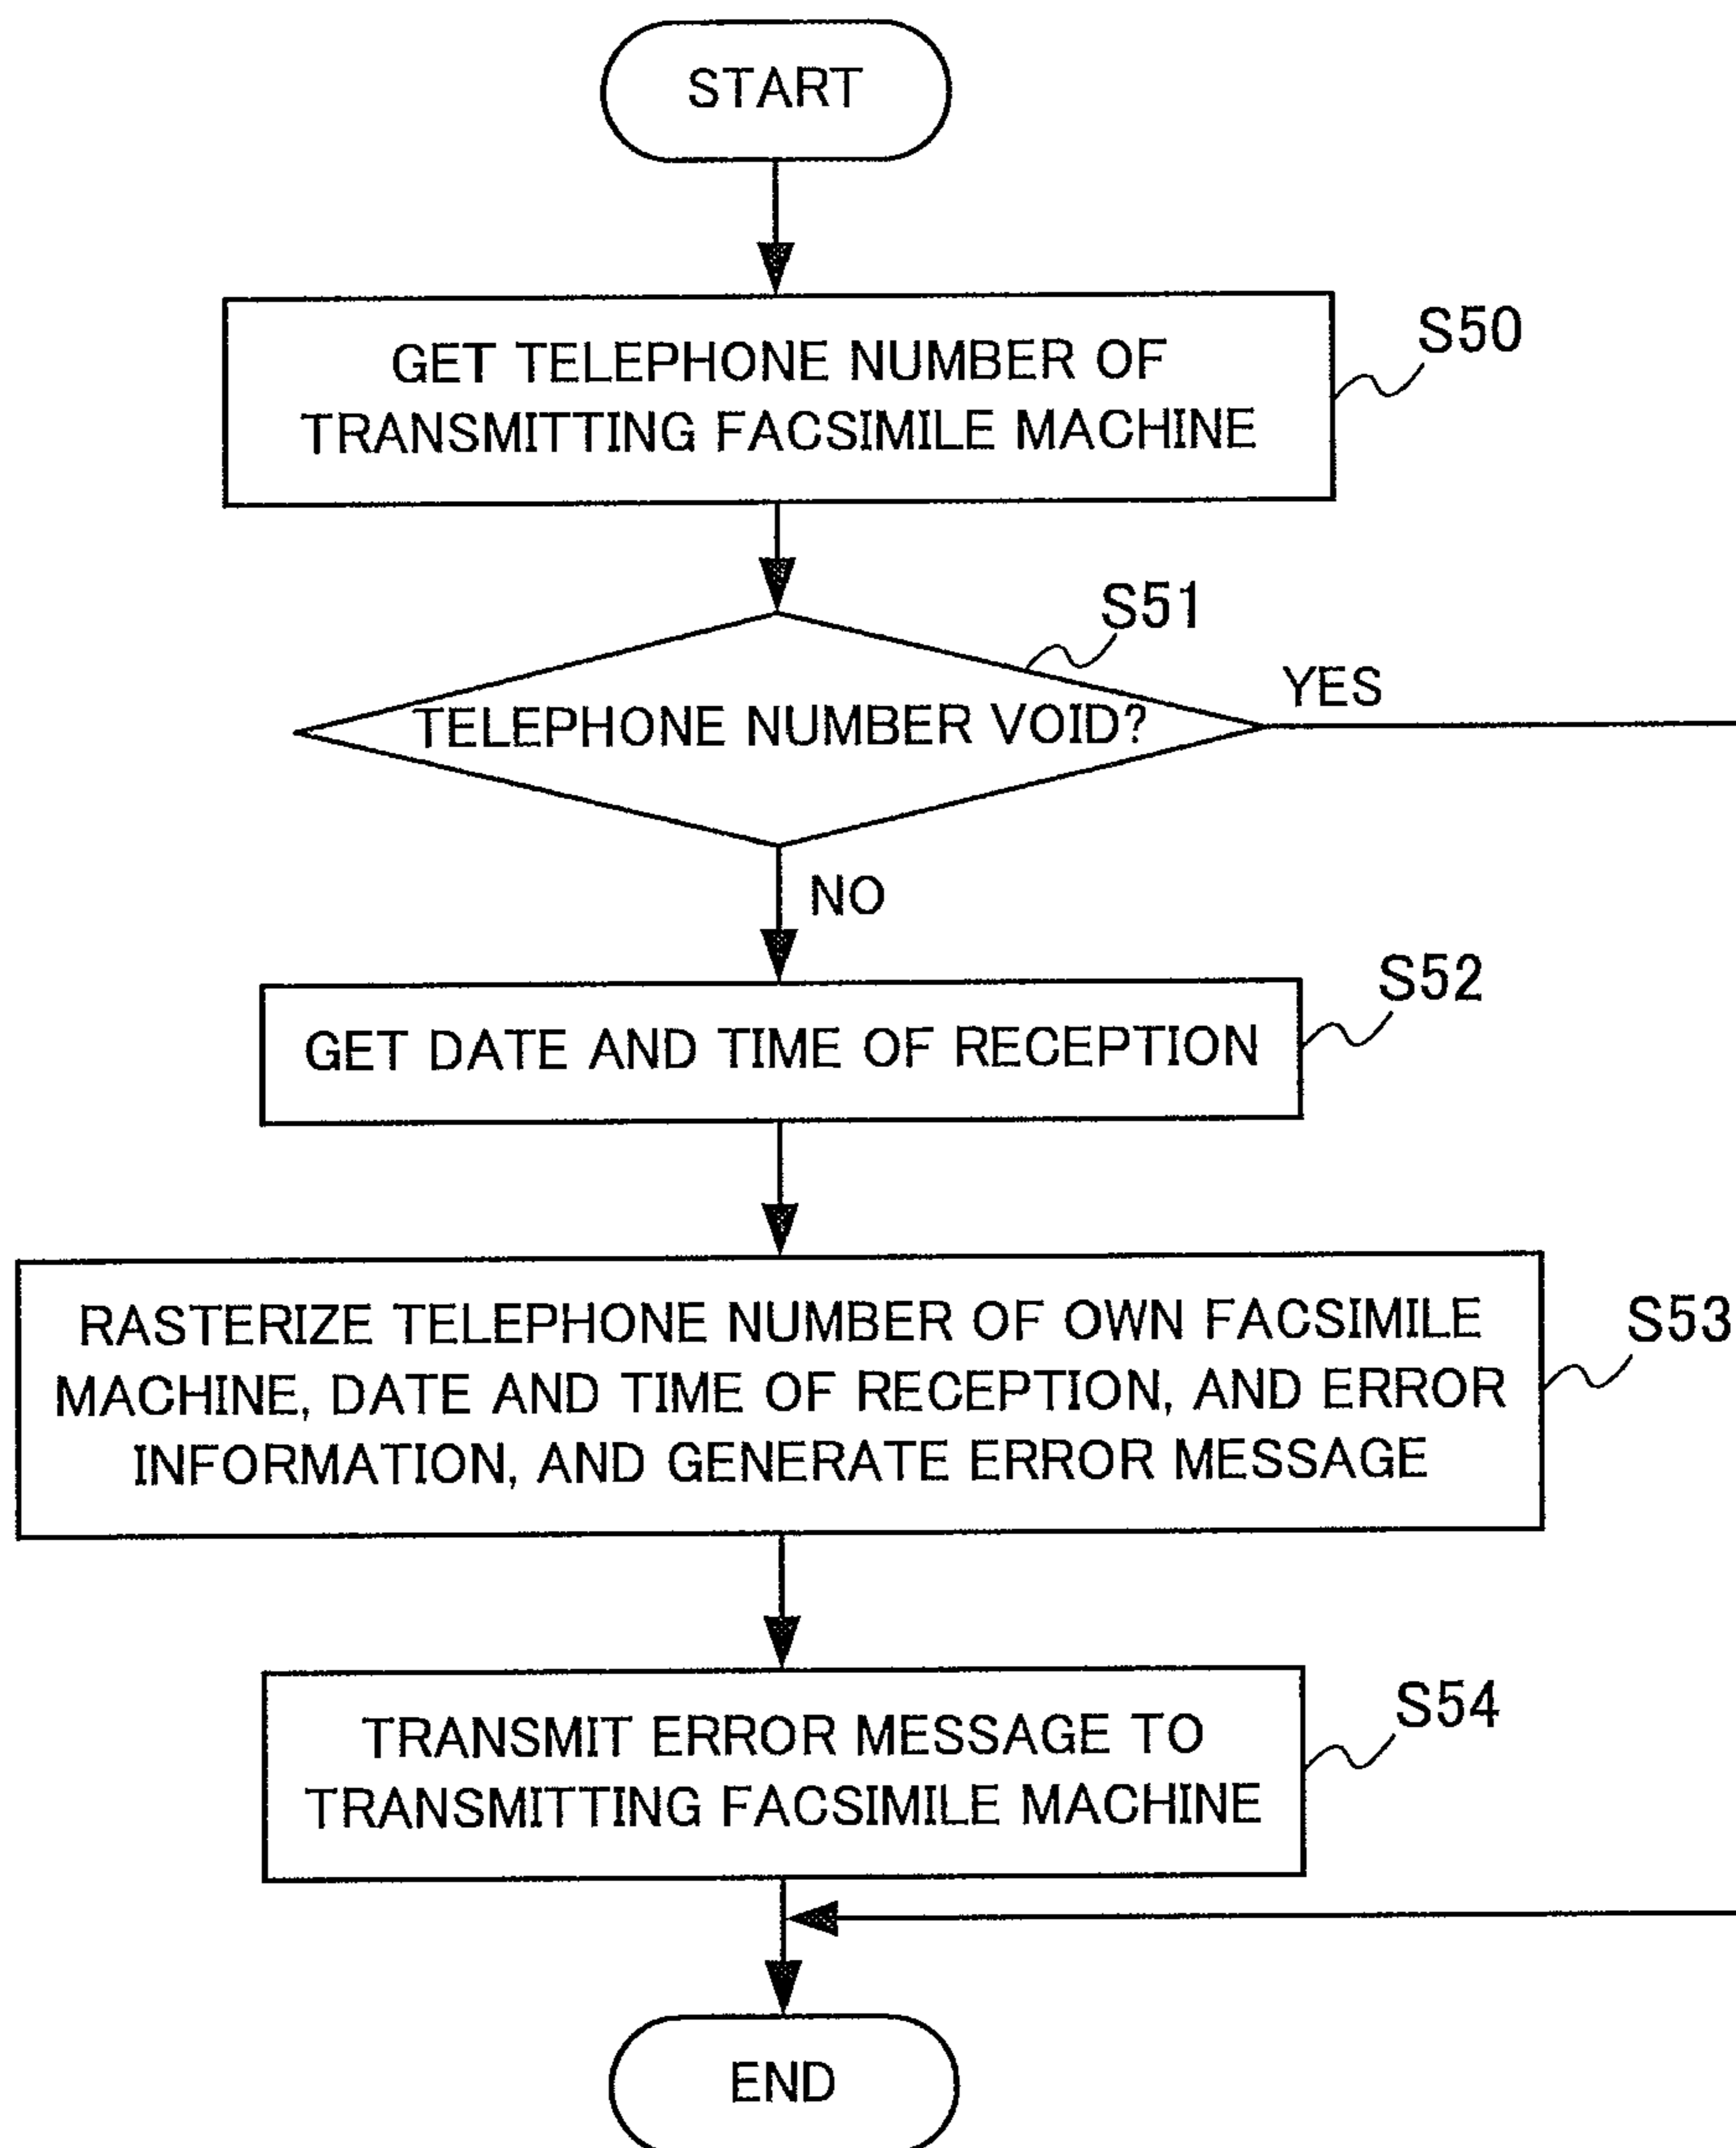 START
GET TELEPHONE NUMBER OF
TRANSMITTING FACSIMILE MACHINE
S50
S51
TELEPHONE NUMBER VOID?
YES
NO
S52
GET DATE AND TIME OF RECEPTION
RASTERIZE TELEPHONE NUMBER OF OWN FACSIMILE
MACHINE, DATE AND TIME OF RECEPTION, AND ERROR
INFORMATION, AND GENERATE ERROR MESSAGE
S53
TRANSMIT ERROR MESSAGE TO
TRANSMITTING FACSIMILE MACHINE
S54
END